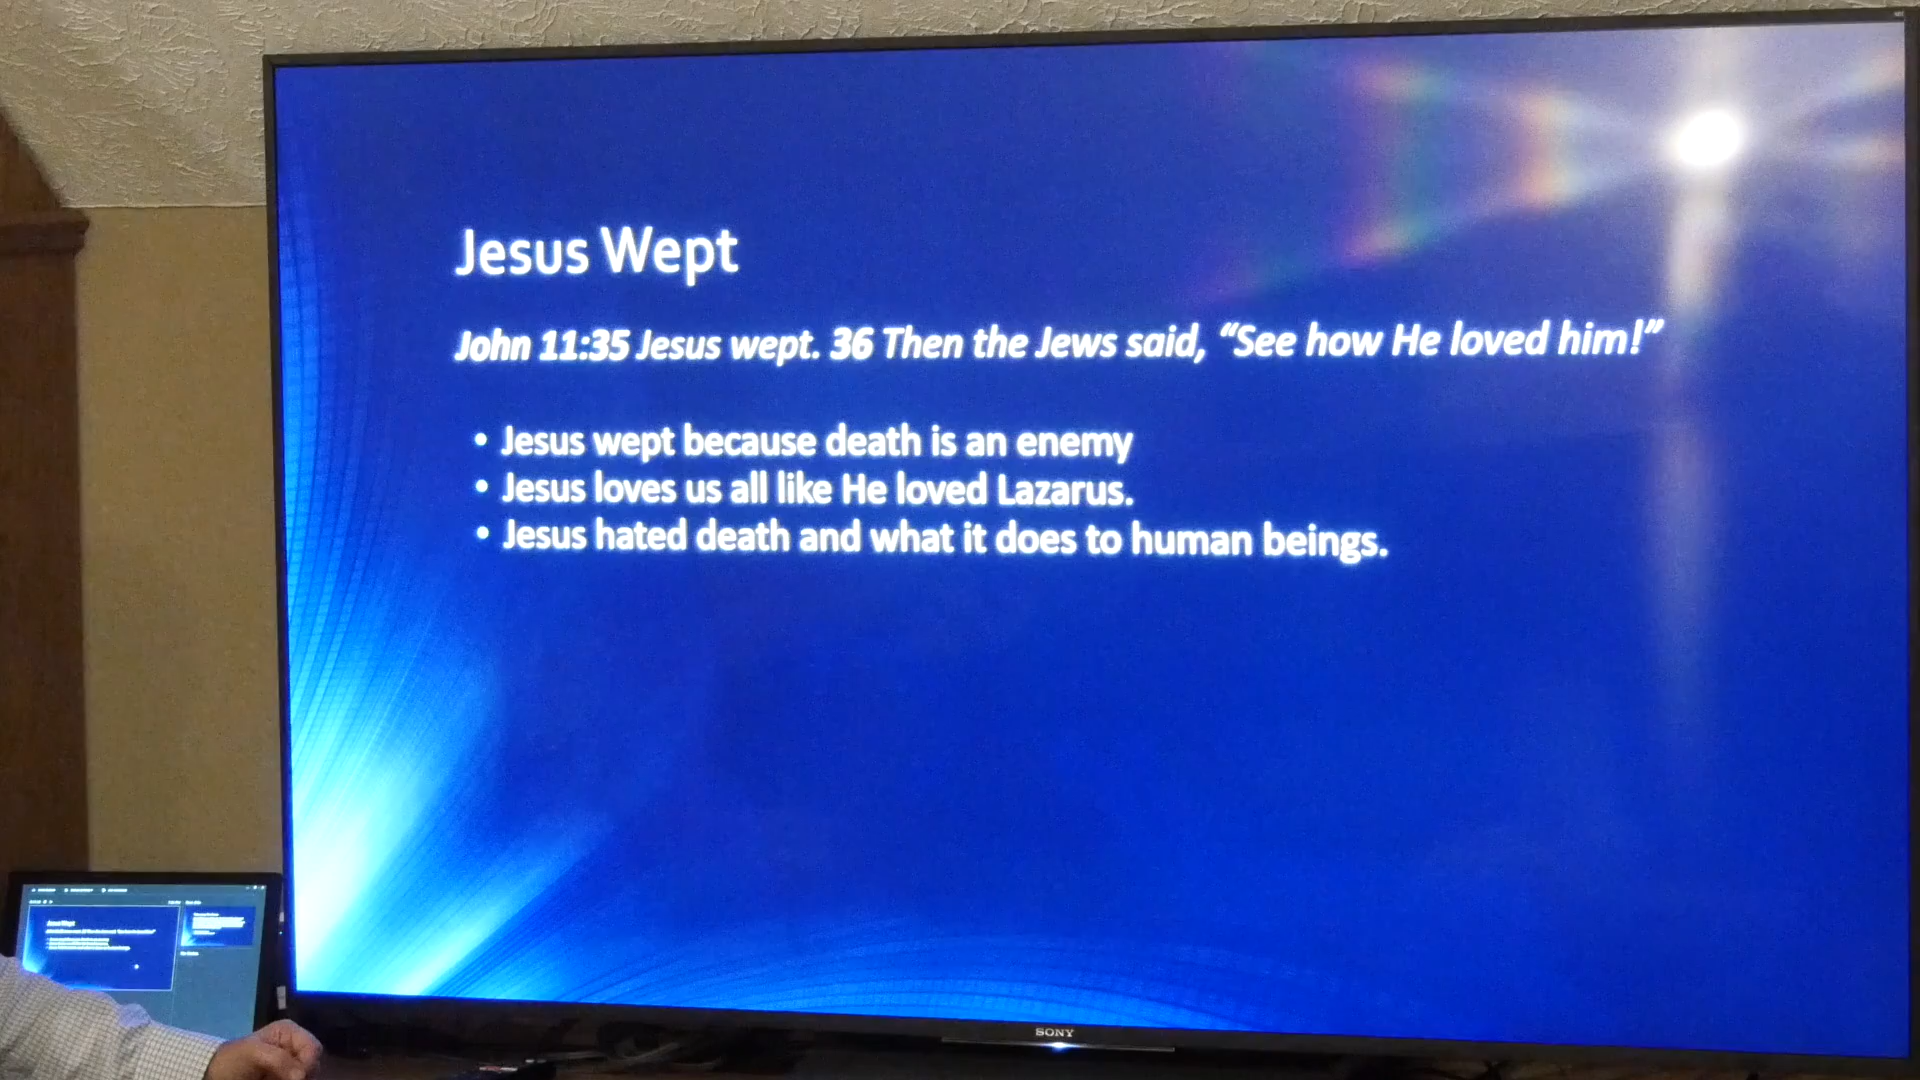 Jesus Wept
John 11:35 Jesus wept. 36 Then the Jews said, “See how He loved him!”
• Jesus wept because death is an enemy
• Jesus loves us all like He loved Lazarus.
• Jesus hated death and what it does to human beings.
Jesus Wept
SONY